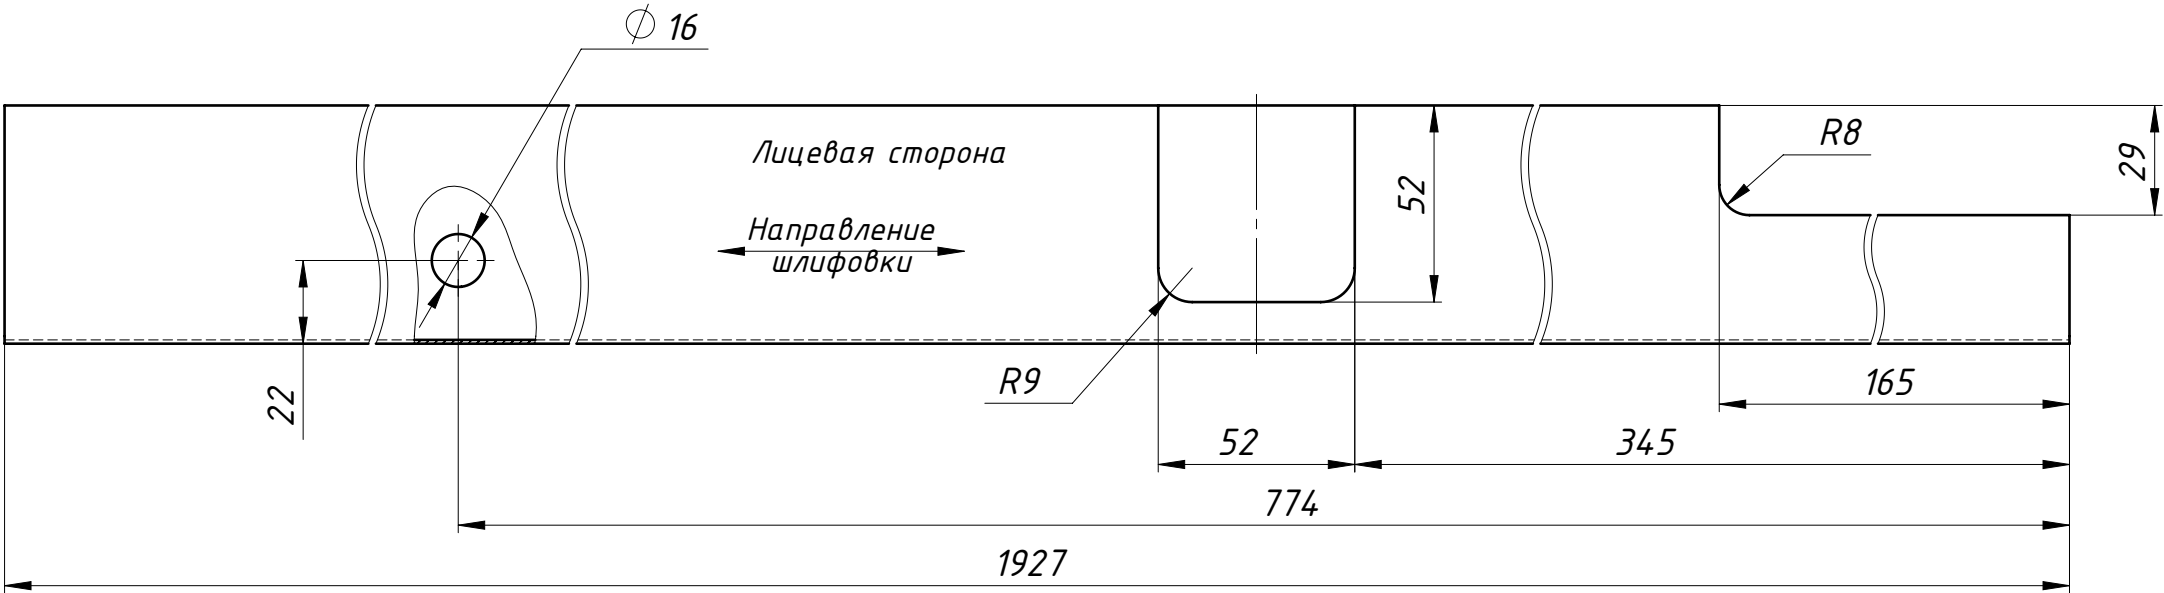 ⌀ 16
Лицевая сторона
Направление
шлифовки
R8
29
52
22
R9
165
52
345
774
1927